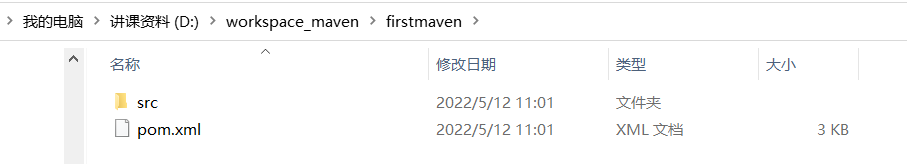 我的电脑 > 讲课资料 (D:) > workspace_maven > firstmaven >
名称 修改日期 类型 大小
src 2022/5/12 11:01 文件夹
pom.xml 2022/5/12 11:01 XML 文档 3 KB